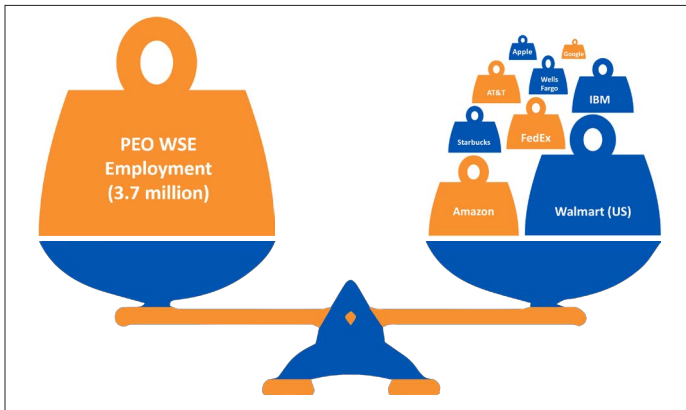 PEO WSE
Employment
(3.7 million)
Apple
Google
AT&T
Wells
Fargo
IBM
Starbucks
FedEx
Amazon
Walmart (US)